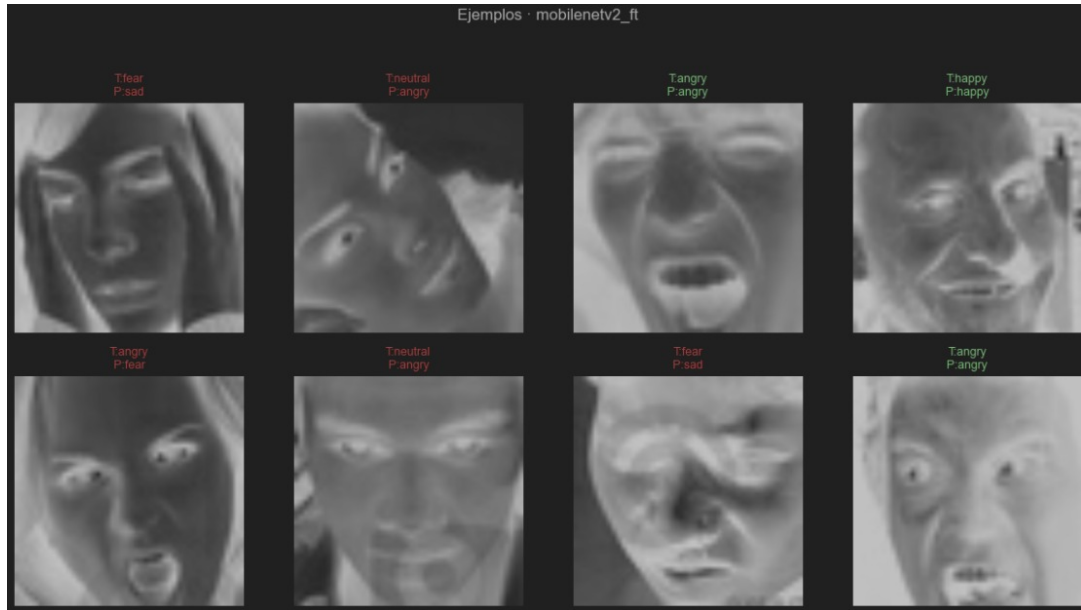 Ejemplos · mobilenetv2_ft
T:fear
P:sad
T:neutral
P:angry
T:angry
P:angry
T:happy
P:happy
T:angry
P:fear
T:neutral
P:angry
T:fear
P:sad
T:angry
P:angry